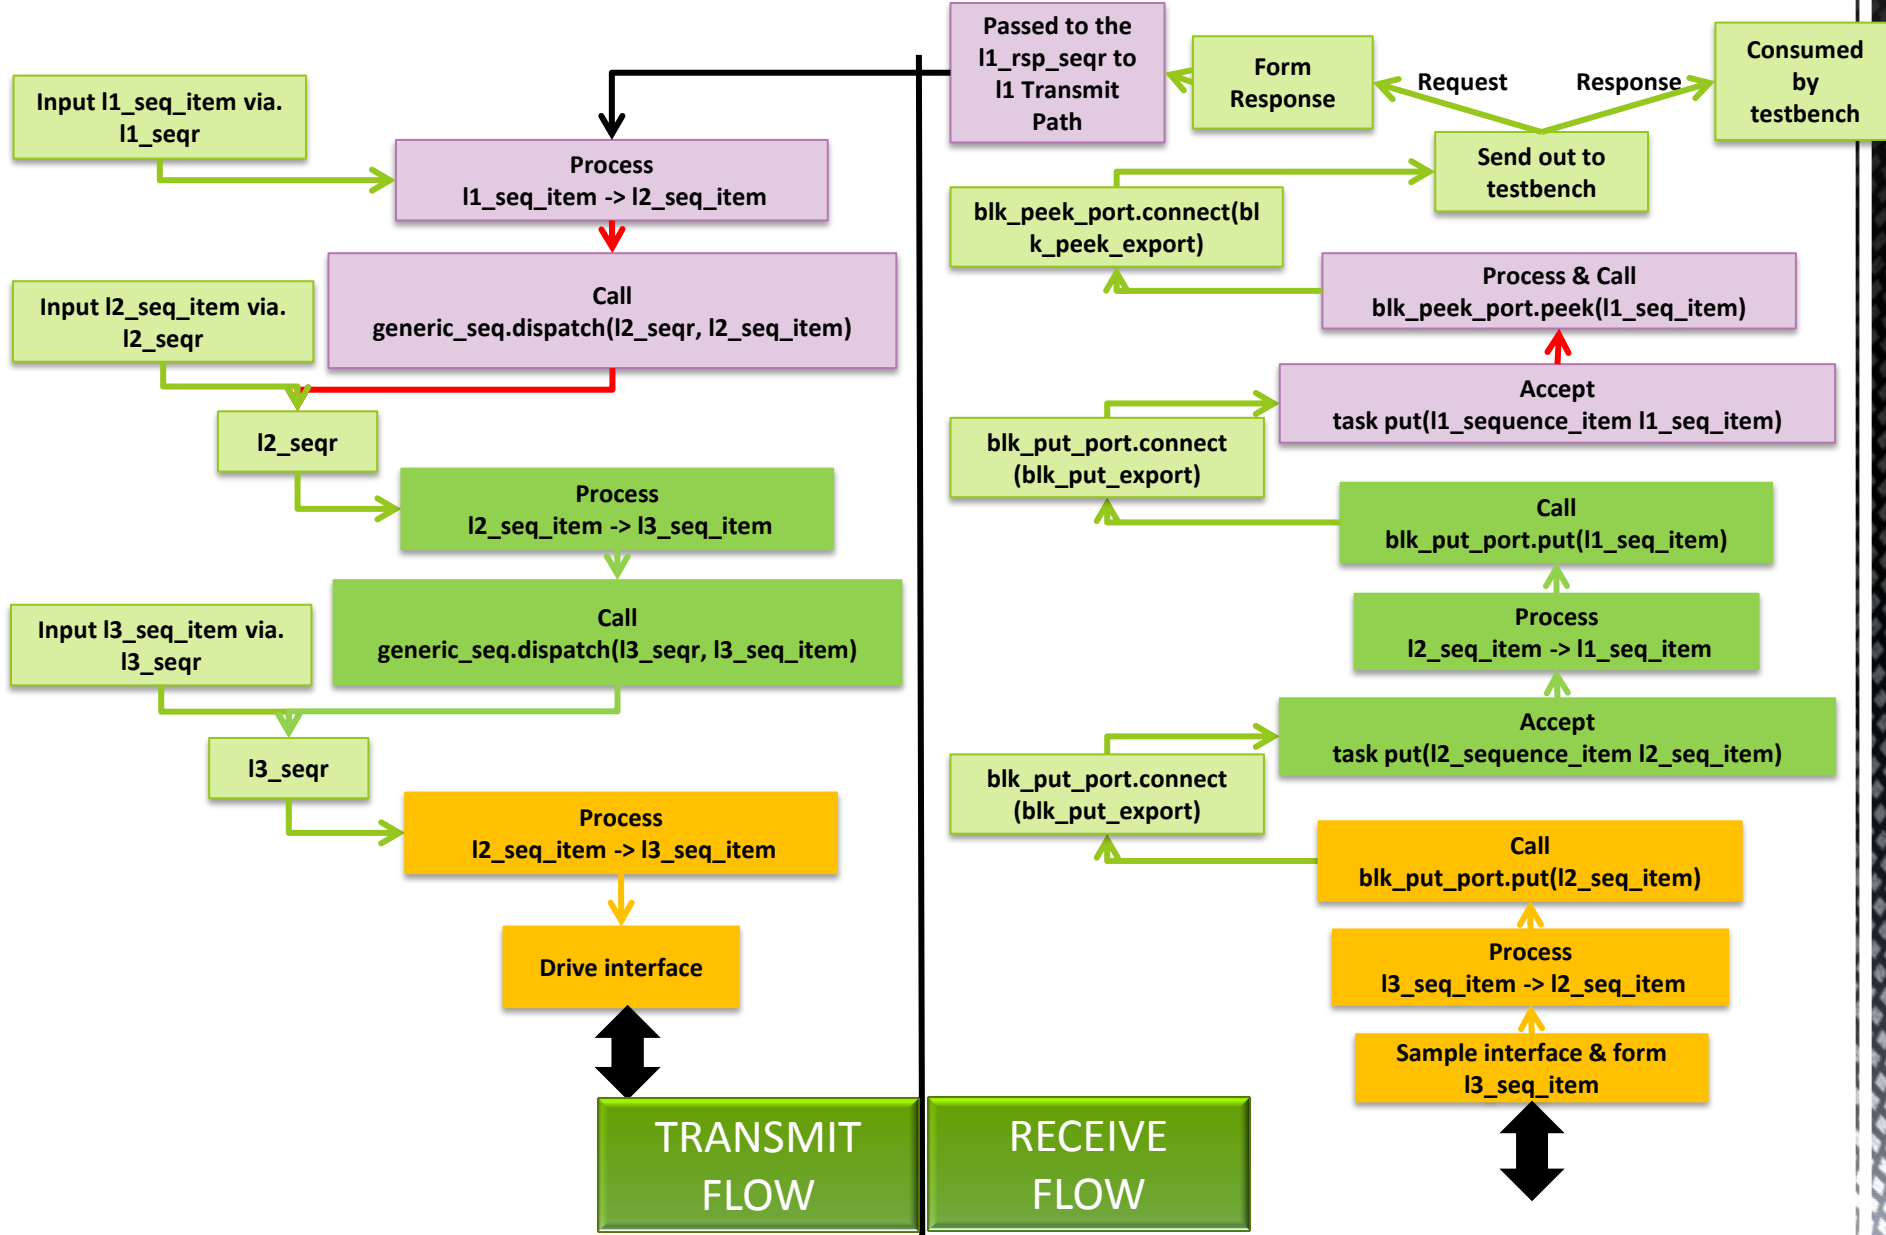 Input l1_seq_item via.
l1_seqr
Process
l1_seq_item -> l2_seq_item
Call
generic_seq.dispatch(l2_seqr, l2_seq_item)
Input l2_seq_item via.
l2_seqr
l2_seqr
Process
l2_seq_item -> l3_seq_item
Call
generic_seq.dispatch(l3_seqr, l3_seq_item)
Input l3_seq_item via.
l3_seqr
l3_seqr
Process
l2_seq_item -> l3_seq_item
Drive interface
TRANSMIT
FLOW
Passed to the
l1_rsp_seqr to
l1 Transmit
Path
Form
Response
Request
Response
Consumed
by
testbench
Send out to
testbench
blk_peek_port.connect(bl
k_peek_export)
Process & Call
blk_peek_port.peek(l1_seq_item)
Accept
task put(l1_sequence_item l1_seq_item)
blk_put_port.connect
(blk_put_export)
Call
blk_put_port.put(l1_seq_item)
Process
l2_seq_item -> l1_seq_item
Accept
task put(l2_sequence_item l2_seq_item)
blk_put_port.connect
(blk_put_export)
Call
blk_put_port.put(l2_seq_item)
Process
l3_seq_item -> l2_seq_item
Sample interface & form
l3_seq_item
RECEIVE
FLOW